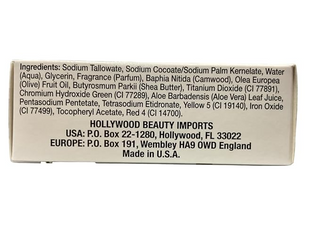 Ingredients: Sodium Tallowate, Sodium Cocoate/Sodium Palm Kernelate, Water
(Aqua), Glycerin, Fragrance (Parfum), Baphia Nitida (Camwood), Olea Europea
(Olive) Fruit Oil, Butyrosmum Parkii (Shea Butter), Titanium Dioxide (CI 77891),
Chromium Hydroxide Green (CI 77289), Aloe Barbadensis (Aloe Vera) Leaf Juice,
Pentasodium Pentetate, Tetrasodium Etidronate, Yellow 5 (CI 19140), Iron Oxide
(CI 77499), Tocopheryl Acetate, Red 4 (CI 14700).
HOLLYWOOD BEAUTY IMPORTS
USA: P.O. Box 22-1280, Hollywood, FL 33022
EUROPE: P.O. Box 191, Wembley HA9 OWD England
Made in U.S.A.